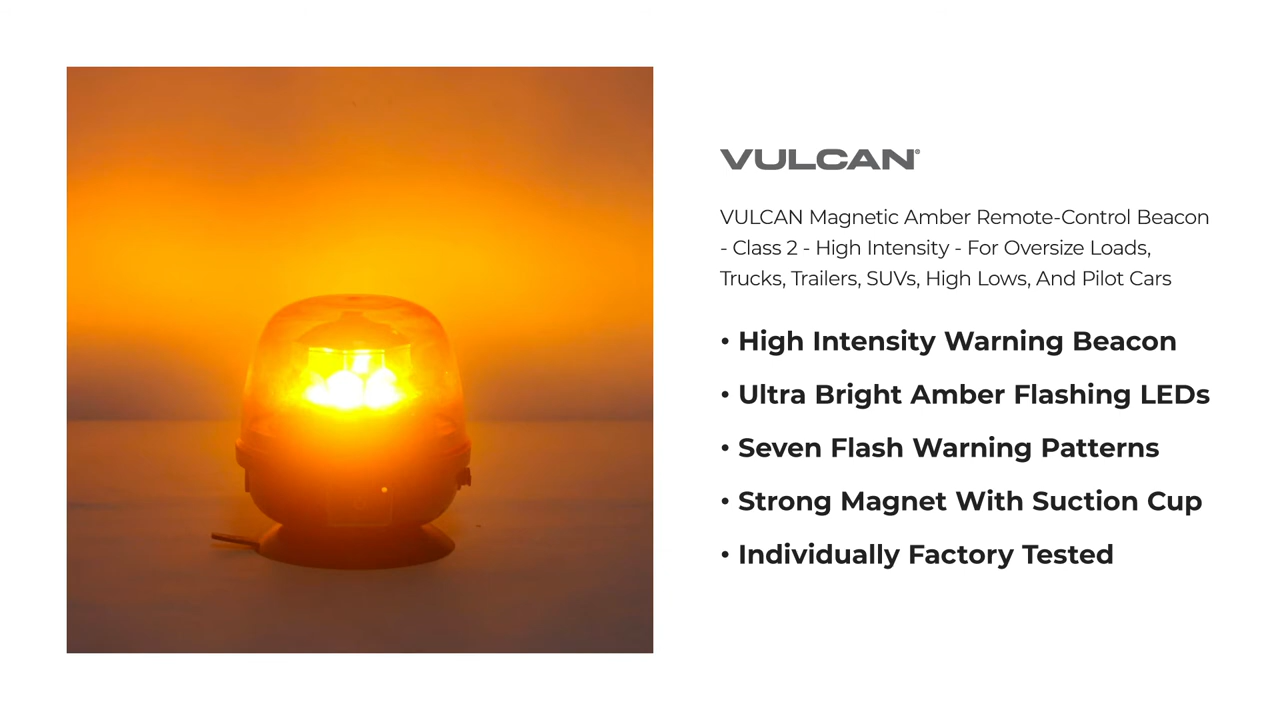 VULCAN®
VULCAN Magnetic Amber Remote-Control Beacon
- Class 2 - High Intensity - For Oversize Loads,
Trucks, Trailers, SUVs, High Lows, And Pilot Cars
• High Intensity Warning Beacon
• Ultra Bright Amber Flashing LEDs
• Seven Flash Warning Patterns
• Strong Magnet With Suction Cup
• Individually Factory Tested